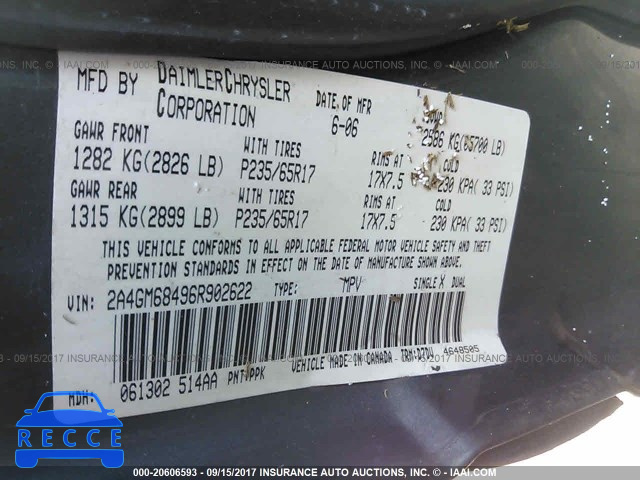 MFD BY DAIMLERCHRYSLER CORPORATION
DATE OF MFR 6-06
KG( LB)
GAWR FRONT WITH TIRES RIMS AT COLD
1282 KG(2826 LB) P235/65R17 17X7.5 230 KPA( 33 PSI)
GAWR REAR WITH TIRES RIMS AT COLD
1315 KG(2899 LB) P235/65R17 17X7.5 230 KPA( 33 PSI)
THIS VEHICLE CONFORMS TO ALL APPLICABLE FEDERAL MOTOR VEHICLE SAFETY AND THEFT
PREVENTION STANDARDS IN EFFECT ON THE DATE OF MANUFACTURE SHOWN ABOVE.
VIN: 2A4GM68496R902622 TYPE: MPV SINGLE X DUAL
MDH: 061302 514AA PNT: PPK VEHICLE MADE IN CANADA 4648505
RECCE
000-20606593 - 09/15/2017 INSURANCE AUTO AUCTIONS, INC. - © - IAAI.COM